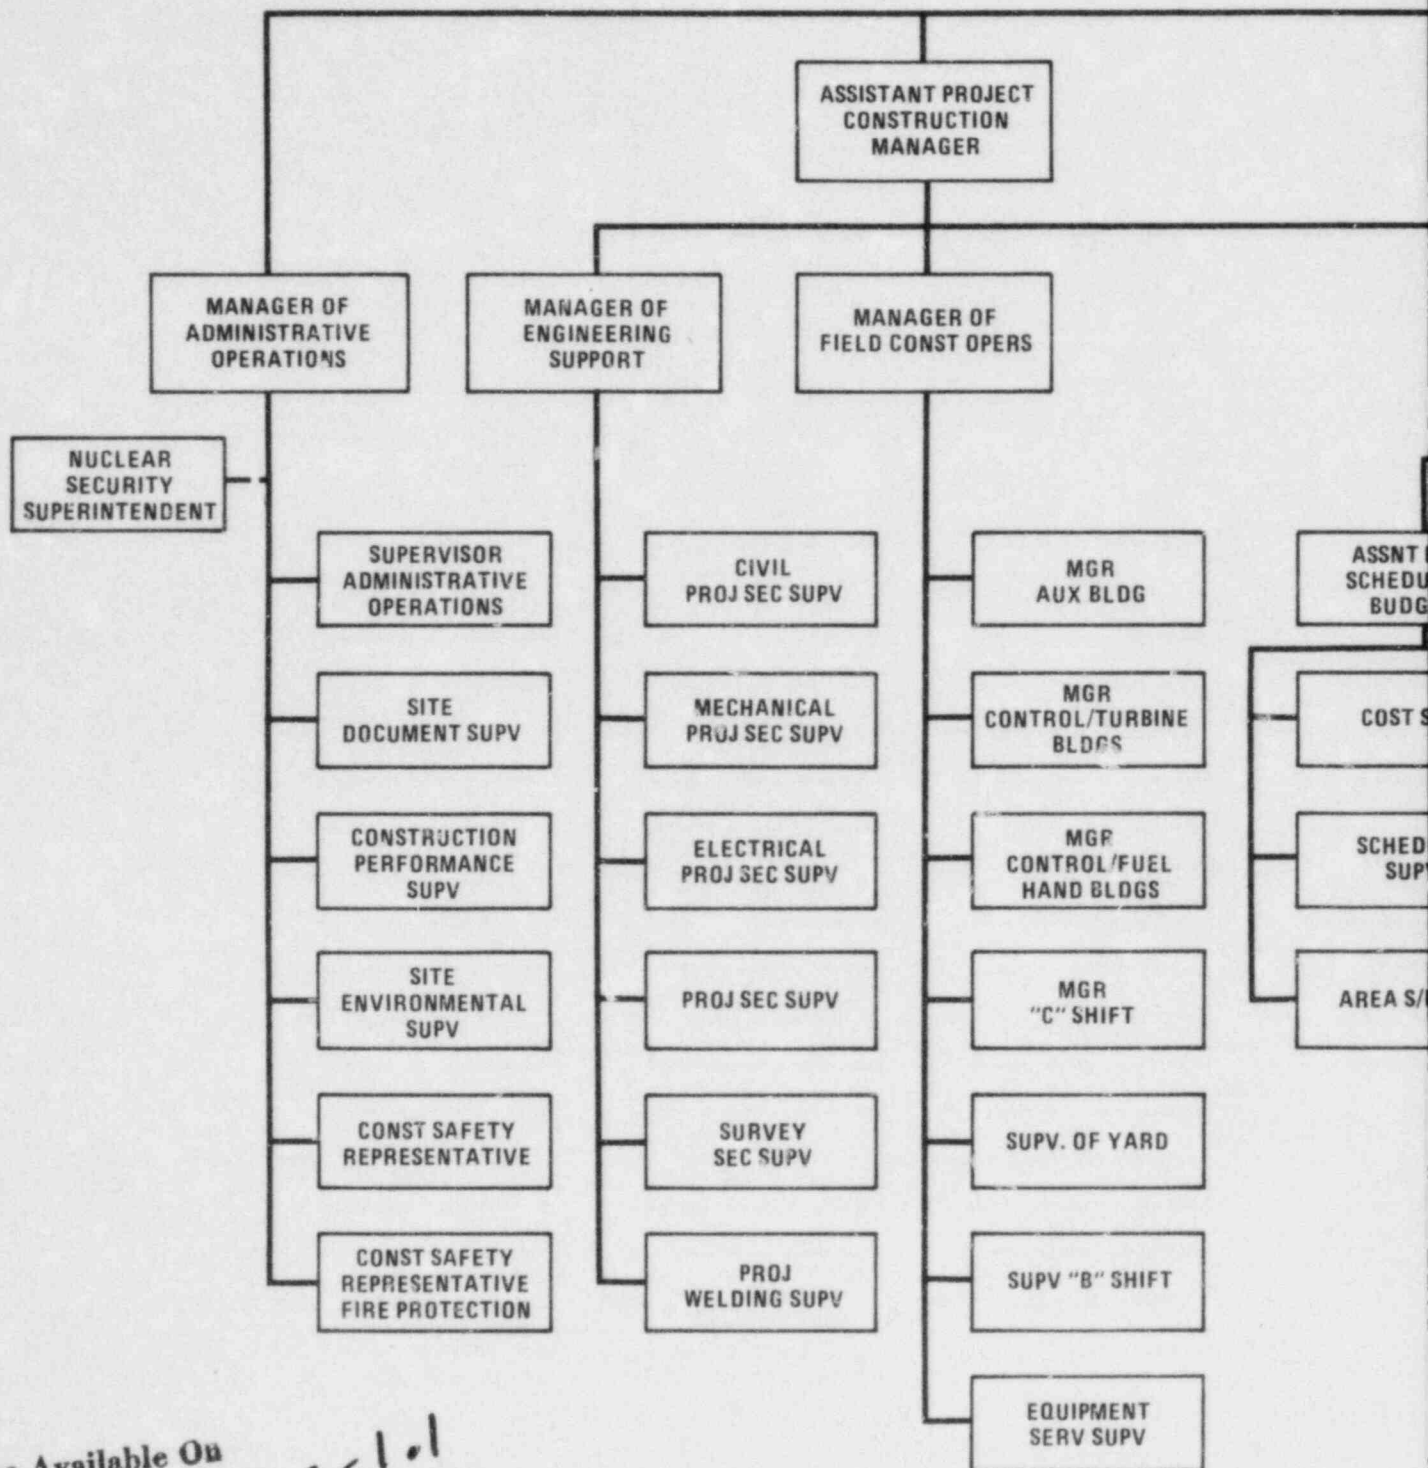 ASSISTANT PROJECT
CONSTRUCTION
MANAGER
MANAGER OF
ADMINISTRATIVE
OPERATIONS
MANAGER OF
ENGINEERING
SUPPORT
MANAGER OF
FIELD CONST OPERS
NUCLEAR
SECURITY
SUPERINTENDENT
SUPERVISOR
ADMINISTRATIVE
OPERATIONS
SITE
DOCUMENT SUPV
CONSTRUCTION
PERFORMANCE
SUPV
SITE
ENVIRONMENTAL
SUPV
CONST SAFETY
REPRESENTATIVE
CONST SAFETY
REPRESENTATIVE
FIRE PROTECTION
CIVIL
PROJ SEC SUPV
MECHANICAL
PROJ SEC SUPV
ELECTRICAL
PROJ SEC SUPV
PROJ SEC SUPV
SURVEY
SEC SUPV
PROJ
WELDING SUPV
MGR
AUX BLDG
MGR
CONTROL/TURBINE
BLDGS
MGR
CONTROL/FUEL
HAND BLDGS
MGR
"C" SHIFT
SUPV. OF YARD
SUPV "B" SHIFT
EQUIPMENT
SERV SUPV
ASSNT
COST
AREA
Available On